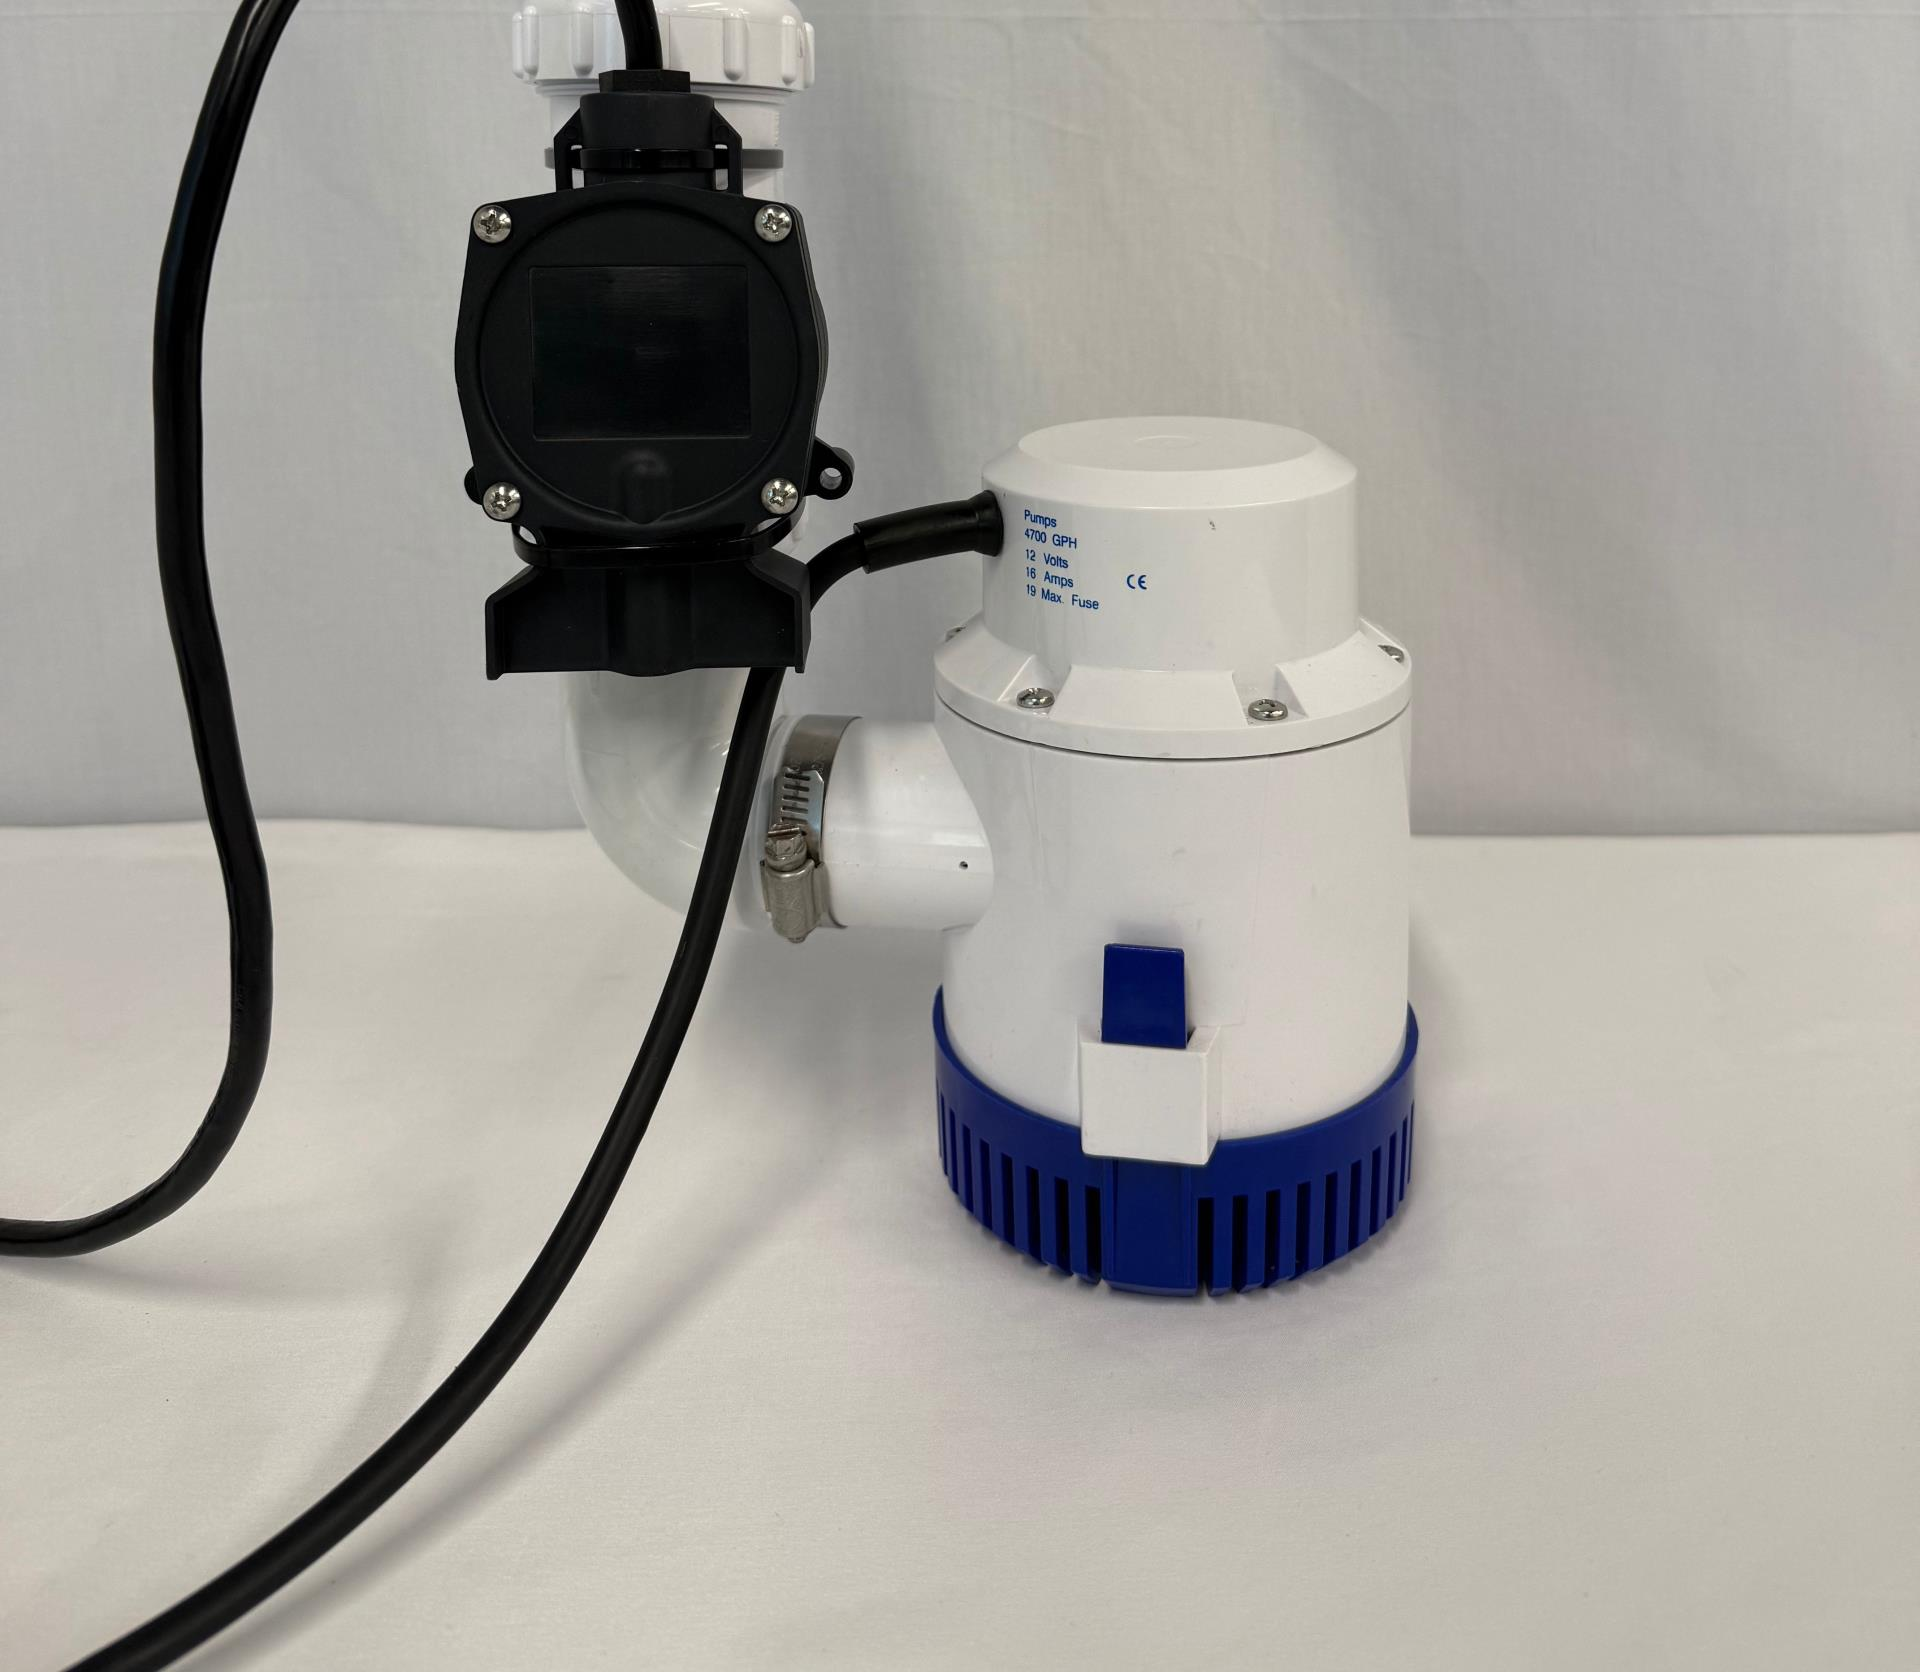 Pumps
4700 GPH
12 Volts
16 Amps
19 Max. Fuse
CE